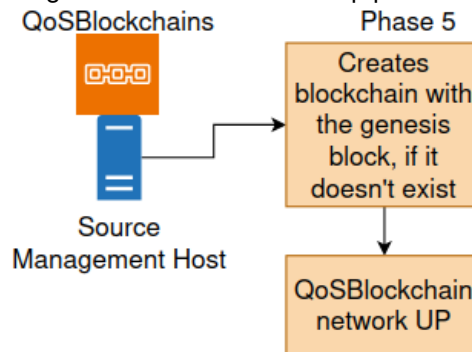 QoSBlockchains
Phase 5
Creates
blockchain with
the genesis
block, if it
doesn't exist
Source
Management Host
QoSBlockchain
network UP